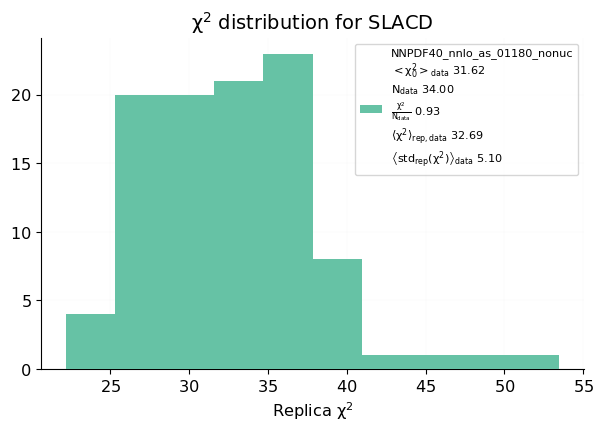 χ² distribution for SLACD
NNPDF40_nnlo_as_01180_nonuc
<χ₀²>data 31.62
Ndata 34.00
χ²/Ndata 0.93
⟨χ²⟩rep,data 32.69
⟨stdrep(χ²)⟩data 5.10
20
15
10
5
0
25 30 35 40 45 50 55
Replica χ²